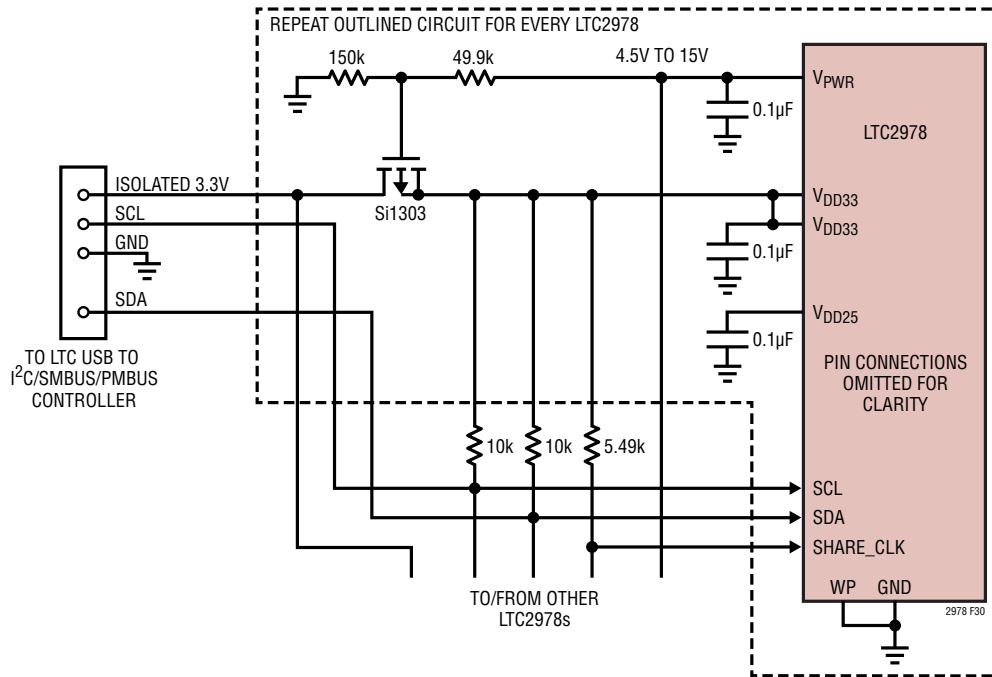 REPEAT OUTLINED CIRCUIT FOR EVERY LTC2978
150k
49.9k
4.5V TO 15V
VPWR
0.1µF
LTC2978
ISOLATED 3.3V
Si1303
VDD33
SCL
VDD33
GND
0.1µF
SDA
VDD25
0.1µF
TO LTC USB TO
I2C/SMBUS/PMBUS
CONTROLLER
PIN CONNECTIONS
OMITTED FOR
CLARITY
10k
10k
5.49k
SCL
SDA
SHARE_CLK
TO/FROM OTHER
LTC2978s
WP
GND
2978 F30